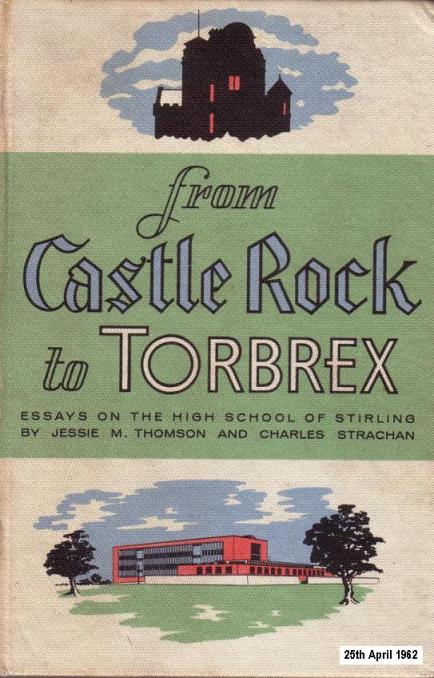 from
Castle Rock
to TORBREX
ESSAYS ON THE HIGH SCHOOL OF STIRLING
BY JESSIE M. THOMSON AND CHARLES STRACHAN
25th April 1962